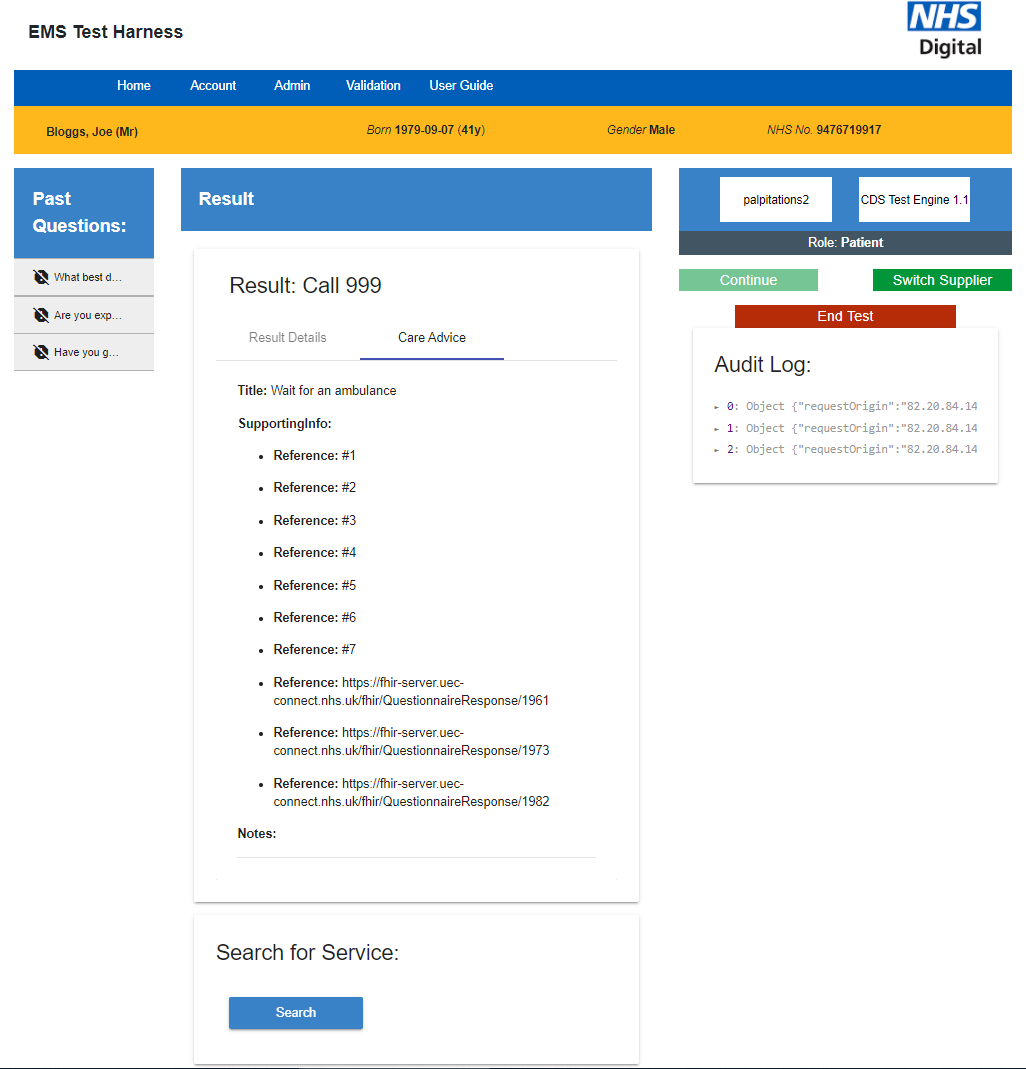 EMS Test Harness
NHS
Digital
Home Account Admin Validation User Guide
Bloggs, Joe (Mr) Born 1979-09-07 (41y) Gender Male NHS No. 9476719917
Past
Questions:
What best d...
Are you exp...
Have you g...
Result
Result: Call 999
Result Details Care Advice
Title: Wait for an ambulance
SupportingInfo:
• Reference: #1
• Reference: #2
• Reference: #3
• Reference: #4
• Reference: #5
• Reference: #6
• Reference: #7
• Reference: https://fhir-server.uec-
connect.nhs.uk/fhir/QuestionnaireResponse/1961
• Reference: https://fhir-server.uec-
connect.nhs.uk/fhir/QuestionnaireResponse/1973
• Reference: https://fhir-server.uec-
connect.nhs.uk/fhir/QuestionnaireResponse/1982
Notes:
Search for Service:
Search
palpitations2 CDS Test Engine 1.1
Role: Patient
Continue Switch Supplier
End Test
Audit Log:
► 0: Object {"requestOrigin":"82.20.84.14
► 1: Object {"requestOrigin":"82.20.84.14
► 2: Object {"requestOrigin":"82.20.84.14